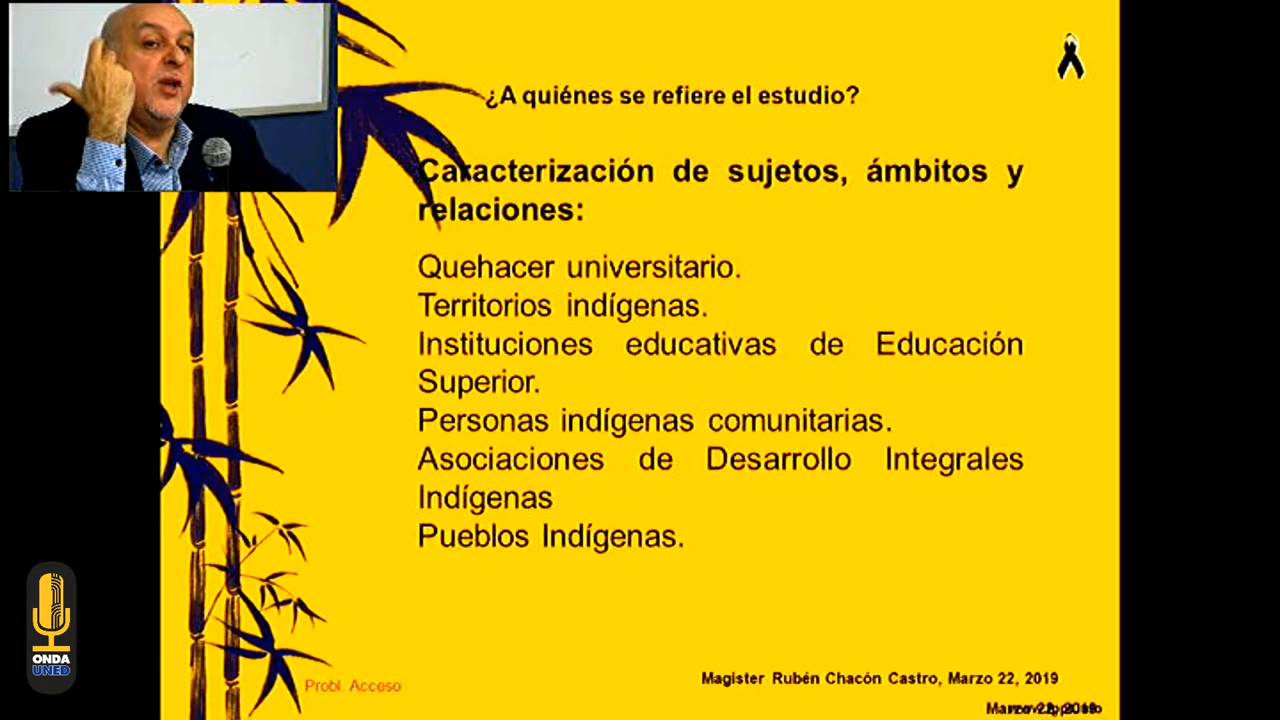 ¿A quiénes se refiere el estudio?
Caracterización de sujetos, ámbitos y
relaciones:
Quehacer universitario.
Territorios indígenas.
Instituciones educativas de Educación
Superior.
Personas indígenas comunitarias.
Asociaciones de Desarrollo Integrales
Indígenas
Pueblos Indígenas.
ONDA
UNED
Probl. Acceso
Magister Rubén Chacón Castro, Marzo 22, 2019